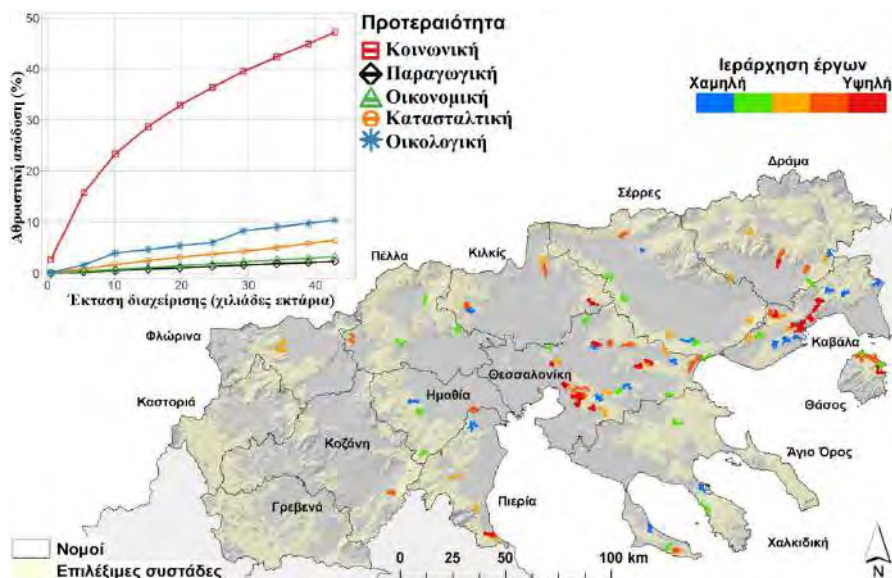 50
40
30
20
10
0
Αθροιστική απόδοση (%)
0 10 20 30 40
Έκταση διαχείρισης (χιλιάδες εκτάρια)
Προτεραιότητα
Κοινωνική
Παραγωγική
Οικονομική
Κατασταλτική
Οικολογική
Ιεράρχηση έργων
Χαμηλή Υψηλή
Δράμα
Σέρρες
Κιλκίς
Πέλλα
Φλώρινα
Καβάλα
Θεσσαλονίκη
Ημαθία
Καστοριά
Θάσος
Κοζάνη
Άγιο Όρος
Γρεβενά
Πιερία
Χαλκιδική
Νομοί
Επιλέξιμες συστάδες
0 25 50 100 km
N